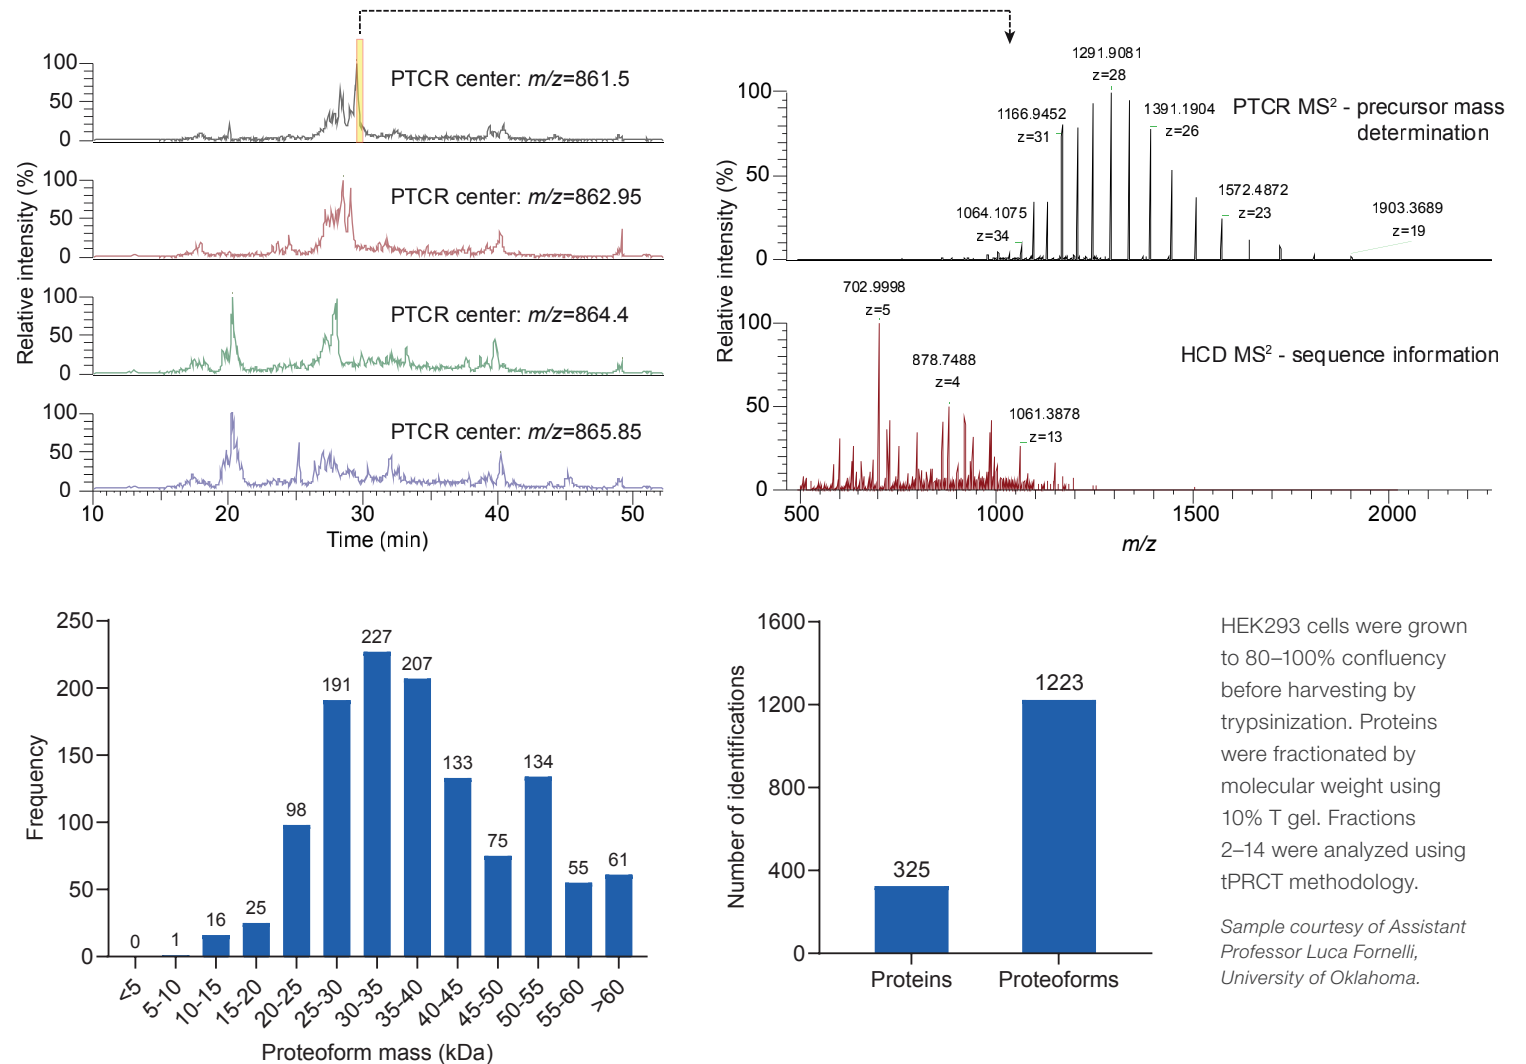 100
50
0
PTCR center: m/z=861.5
100
50
0
PTCR center: m/z=862.95
100
50
0
PTCR center: m/z=864.4
100
50
0
PTCR center: m/z=865.85
Relative intensity (%)
10
20
30
40
50
Time (min)
1291.9081
z=28
1166.9452
z=31
1391.1904
z=26
1064.1075
z=34
1572.4872
z=23
1903.3689
z=19
PTCR MS² - precursor mass
determination
100
50
0
702.9998
z=5
878.7488
z=4
1061.3878
z=13
HCD MS² - sequence information
100
50
0
Relative intensity (%)
500
1000
1500
2000
m/z
250
200
150
100
50
0
Frequency
0
1
16
25
98
191
227
207
133
75
134
55
61
<5
5-10
10-15
15-20
20-25
25-30
30-35
35-40
40-45
45-50
50-55
55-60
>60
Proteoform mass (kDa)
1600
1200
800
400
0
Number of identifications
325
1223
Proteins
Proteoforms
HEK293 cells were grown
to 80–100% confluency
before harvesting by
trypsinization. Proteins
were fractionated by
molecular weight using
10% T gel. Fractions
2–14 were analyzed using
tPRCT methodology.
Sample courtesy of Assistant
Professor Luca Fornelli,
University of Oklahoma.